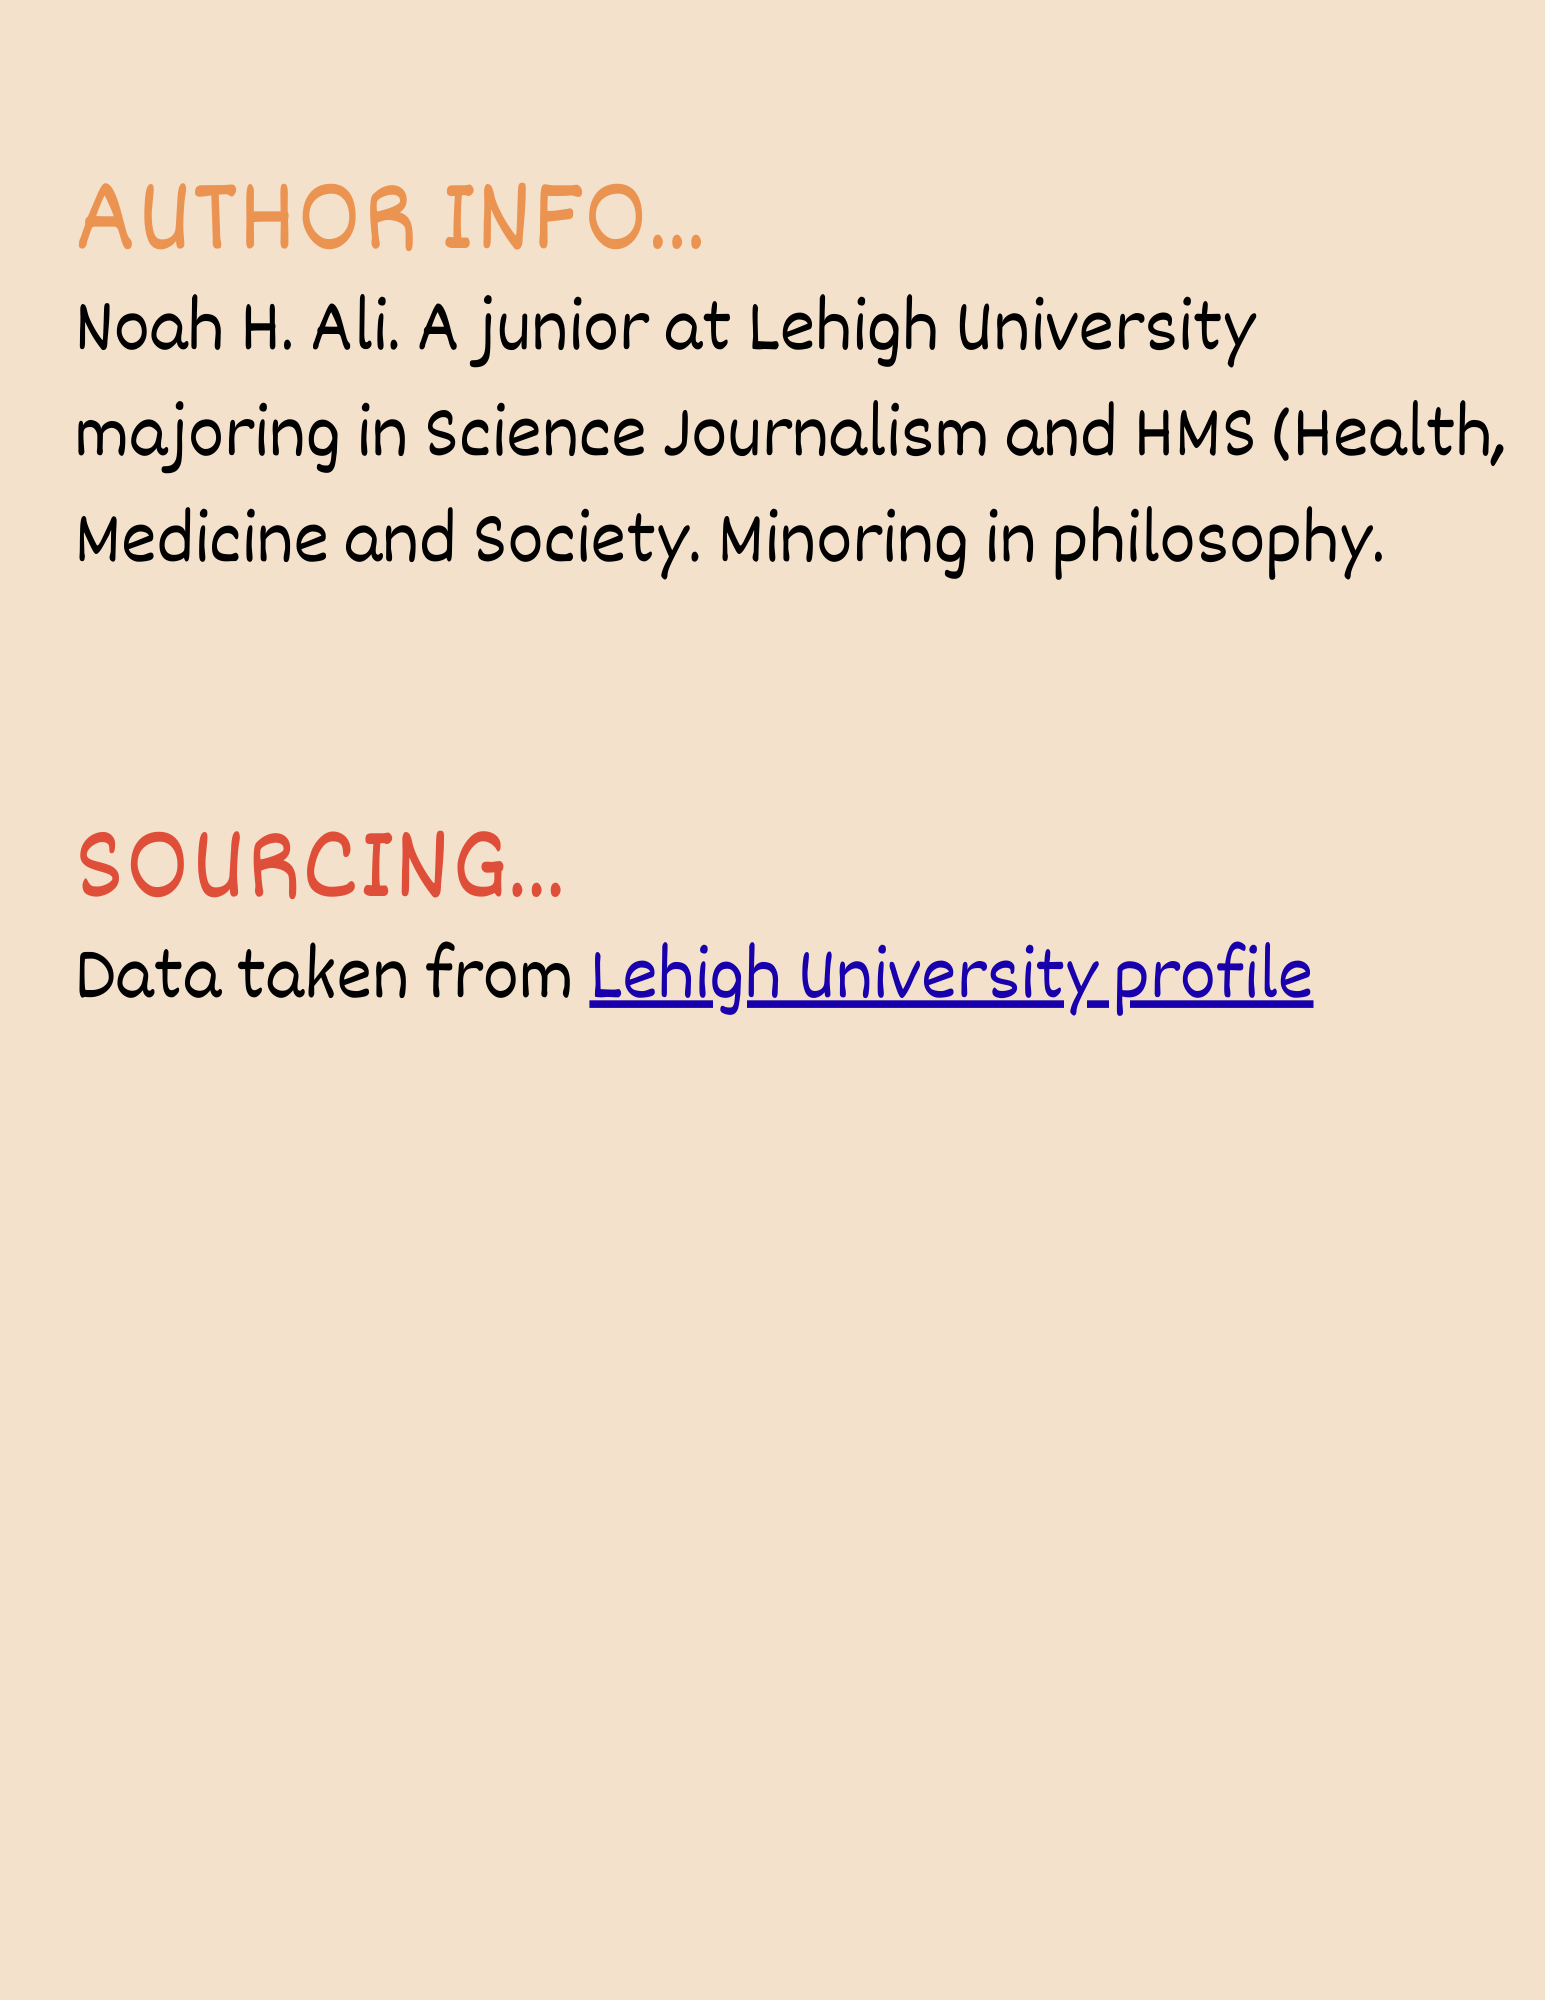 AUTHOR INFO...
Noah H. Ali. A junior at Lehigh University
majoring in Science Journalism and HMS (Health,
Medicine and Society. Minoring in philosophy.
SOURCING...
Data taken from Lehigh University profile